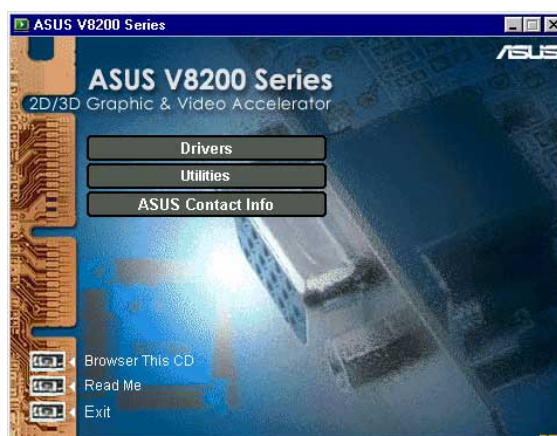 ASUS V8200 Series
ASUS
ASUS V8200 Series
2D/3D Graphic & Video Accelerator
Drivers
Utilities
ASUS Contact Info
Browser This CD
Read Me
Exit